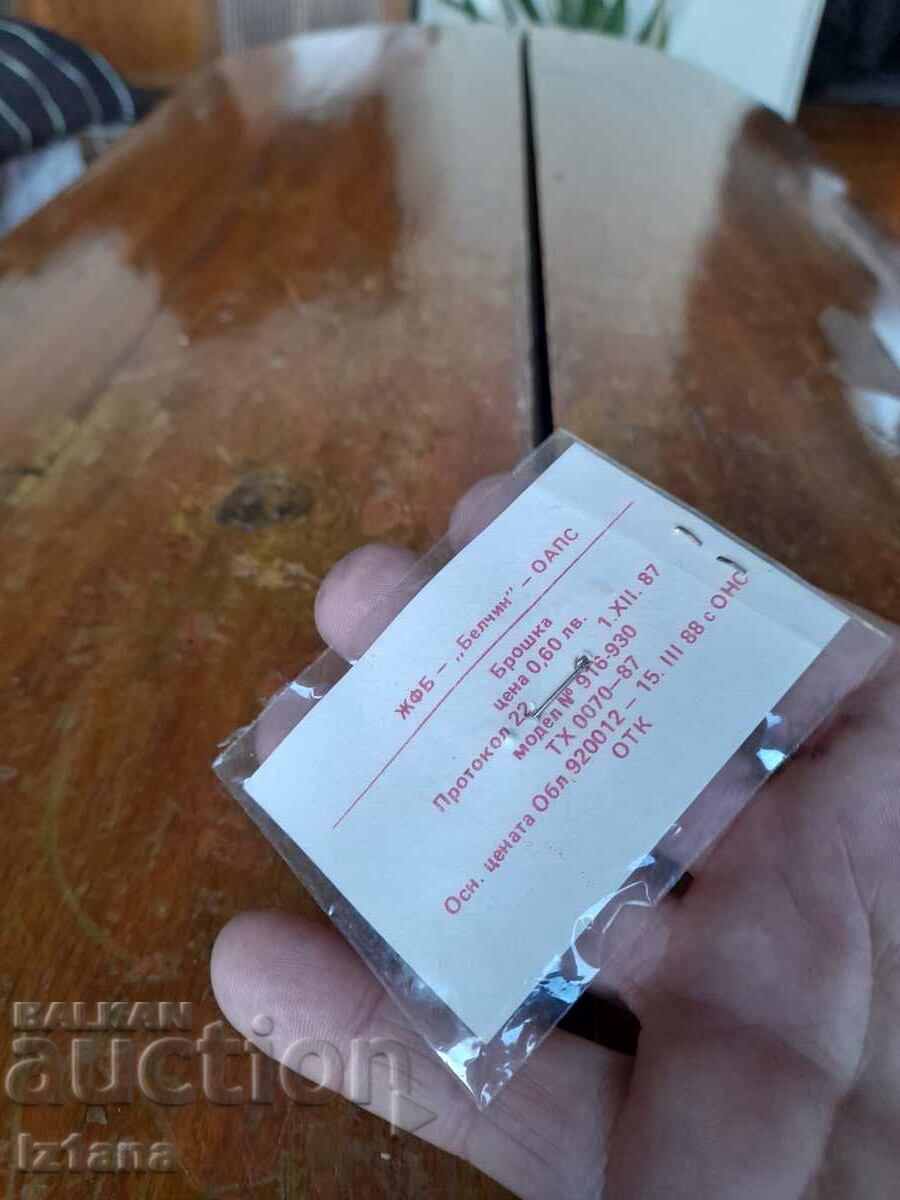 ЖФБ – „Белчин" – ОАПС
Брошка
цена 0,60 лв.
Протокол 22 1 XII. 87
модел № 916-930
ТХ 0070–87
Осн. цената Обл 920012 – 15. III 88 с ОНС
ОТК
BALKAN
auction
Iz1ana